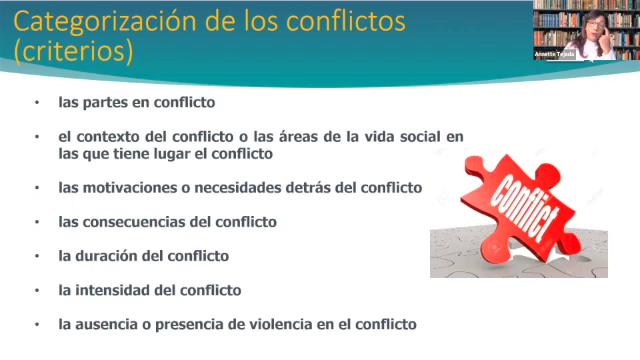 Categorización de los conflictos
(criterios)
Annette Tejada
• las partes en conflicto
• el contexto del conflicto o las áreas de la vida social en
las que tiene lugar el conflicto
• las motivaciones o necesidades detrás del conflicto
• las consecuencias del conflicto
• la duración del conflicto
• la intensidad del conflicto
• la ausencia o presencia de violencia en el conflicto
conflict